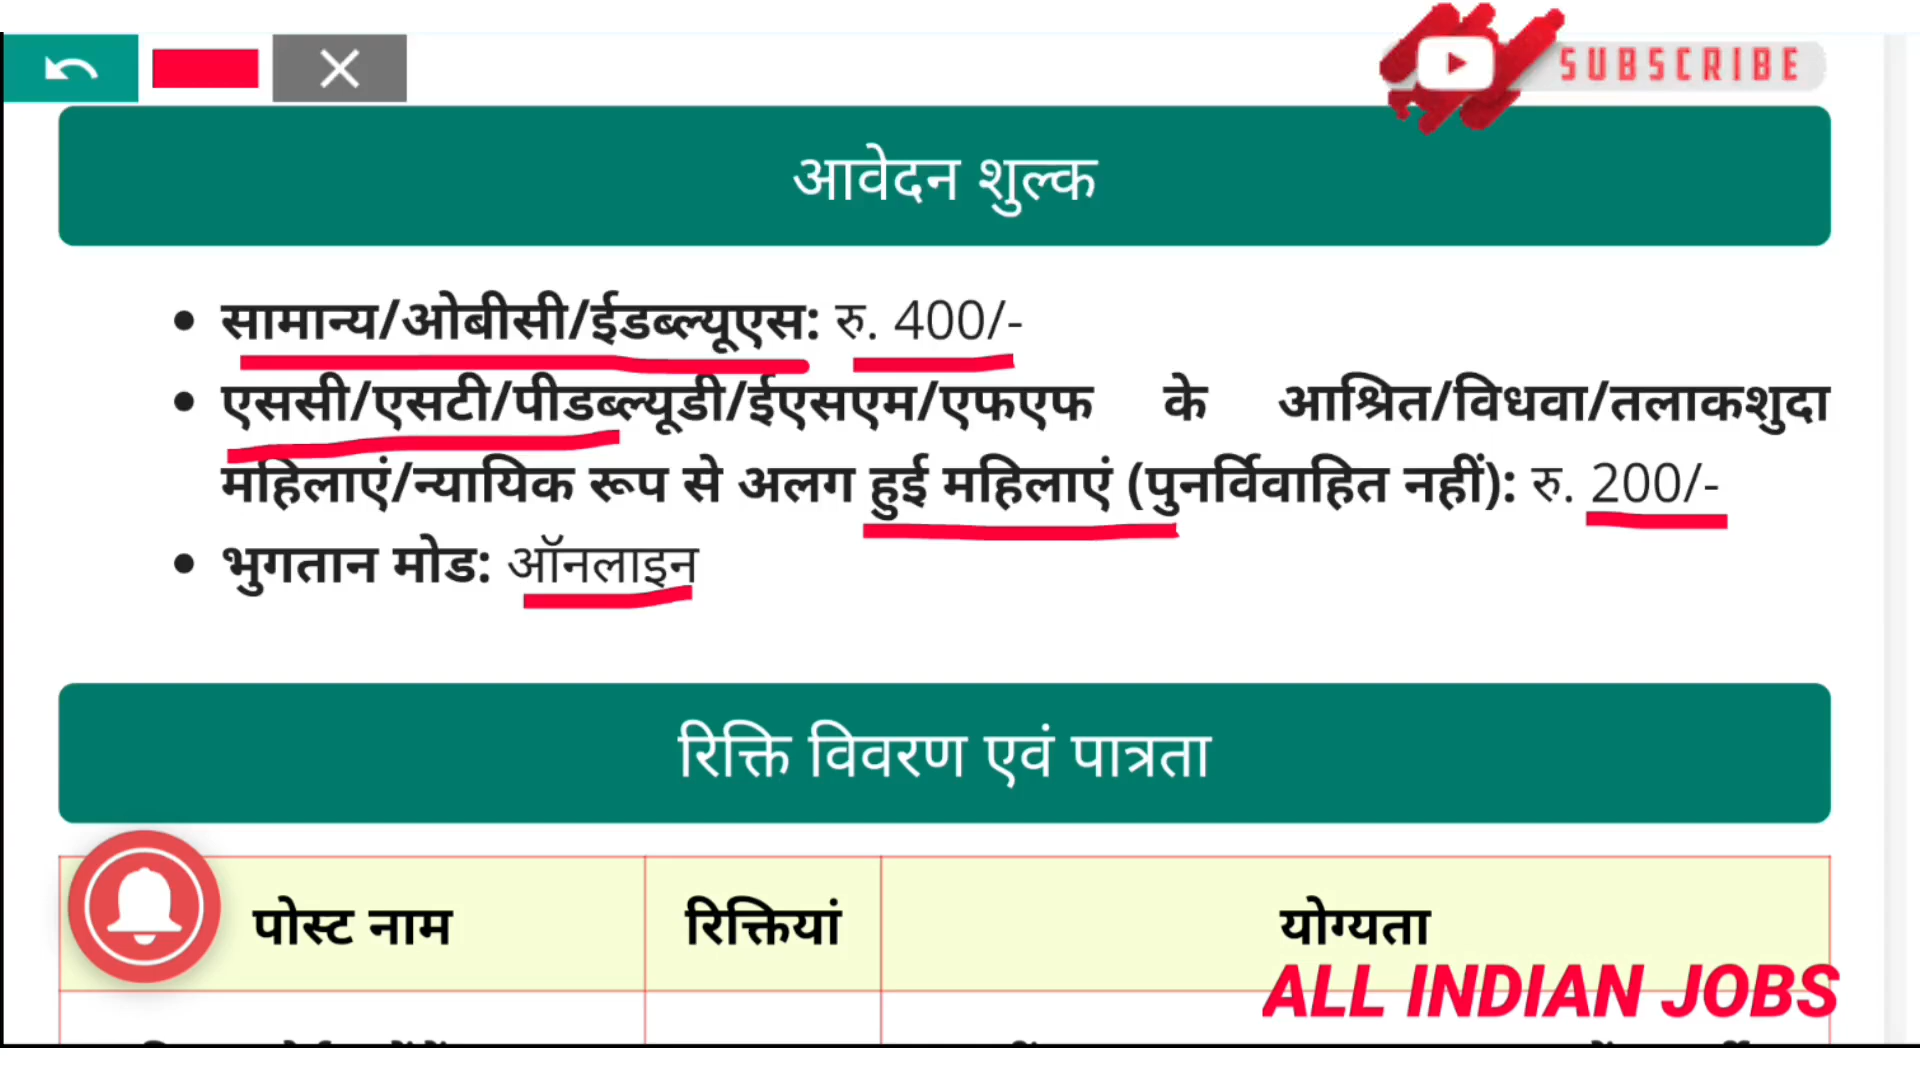 SUBSCRIBE
आवेदन शुल्क
• सामान्य/ओबीसी/ईडब्ल्यूएस: रु. 400/-
• एससी/एसटी/पीडब्ल्यूडी/ईएसएम/एफएफ के आश्रित/विधवा/तलाकशुदा
महिलाएं/न्यायिक रूप से अलग हुई महिलाएं (पुनर्विवाहित नहीं): रु. 200/-
• भुगतान मोड: ऑनलाइन
रिक्ति विवरण एवं पात्रता
पोस्ट नाम रिक्तियां योग्यता
ALL INDIAN JOBS